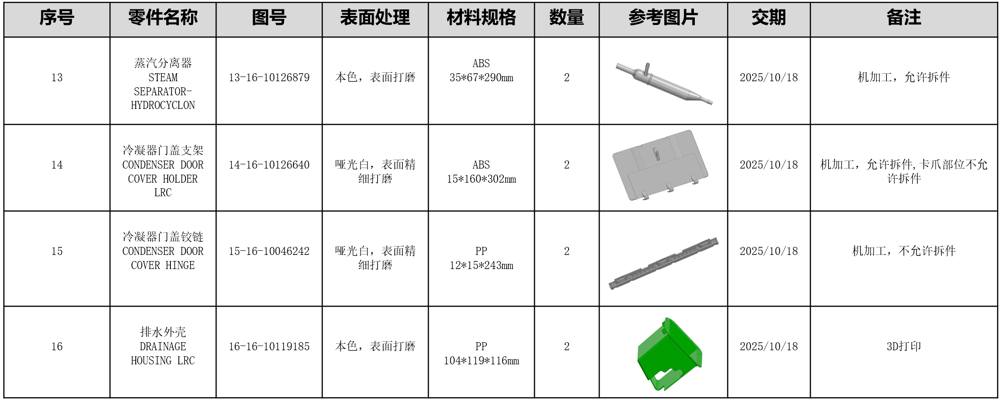 序号 零件名称 图号 表面处理 材料规格 数量 参考图片 交期 备注
13
蒸汽分离器
STEAM
SEPARATOR-
HYDROCYCLON
13-16-10126879
本色，表面打磨
ABS
35*67*290mm
2
2025/10/18
机加工，允许拆件
14
冷凝器门盖支架
CONDENSER DOOR
COVER HOLDER
LRC
14-16-10126640
哑光白，表面精
细打磨
ABS
15*160*302mm
2
2025/10/18
机加工，允许拆件,卡爪部位不允
许拆件
15
冷凝器门盖铰链
CONDENSER DOOR
COVER HINGE
15-16-10046242
哑光白，表面精
细打磨
PP
12*15*243mm
2
2025/10/18
机加工，不允许拆件
16
排水外壳
DRAINAGE
HOUSING LRC
16-16-10119185
本色，表面打磨
PP
104*119*116mm
2
2025/10/18
3D打印